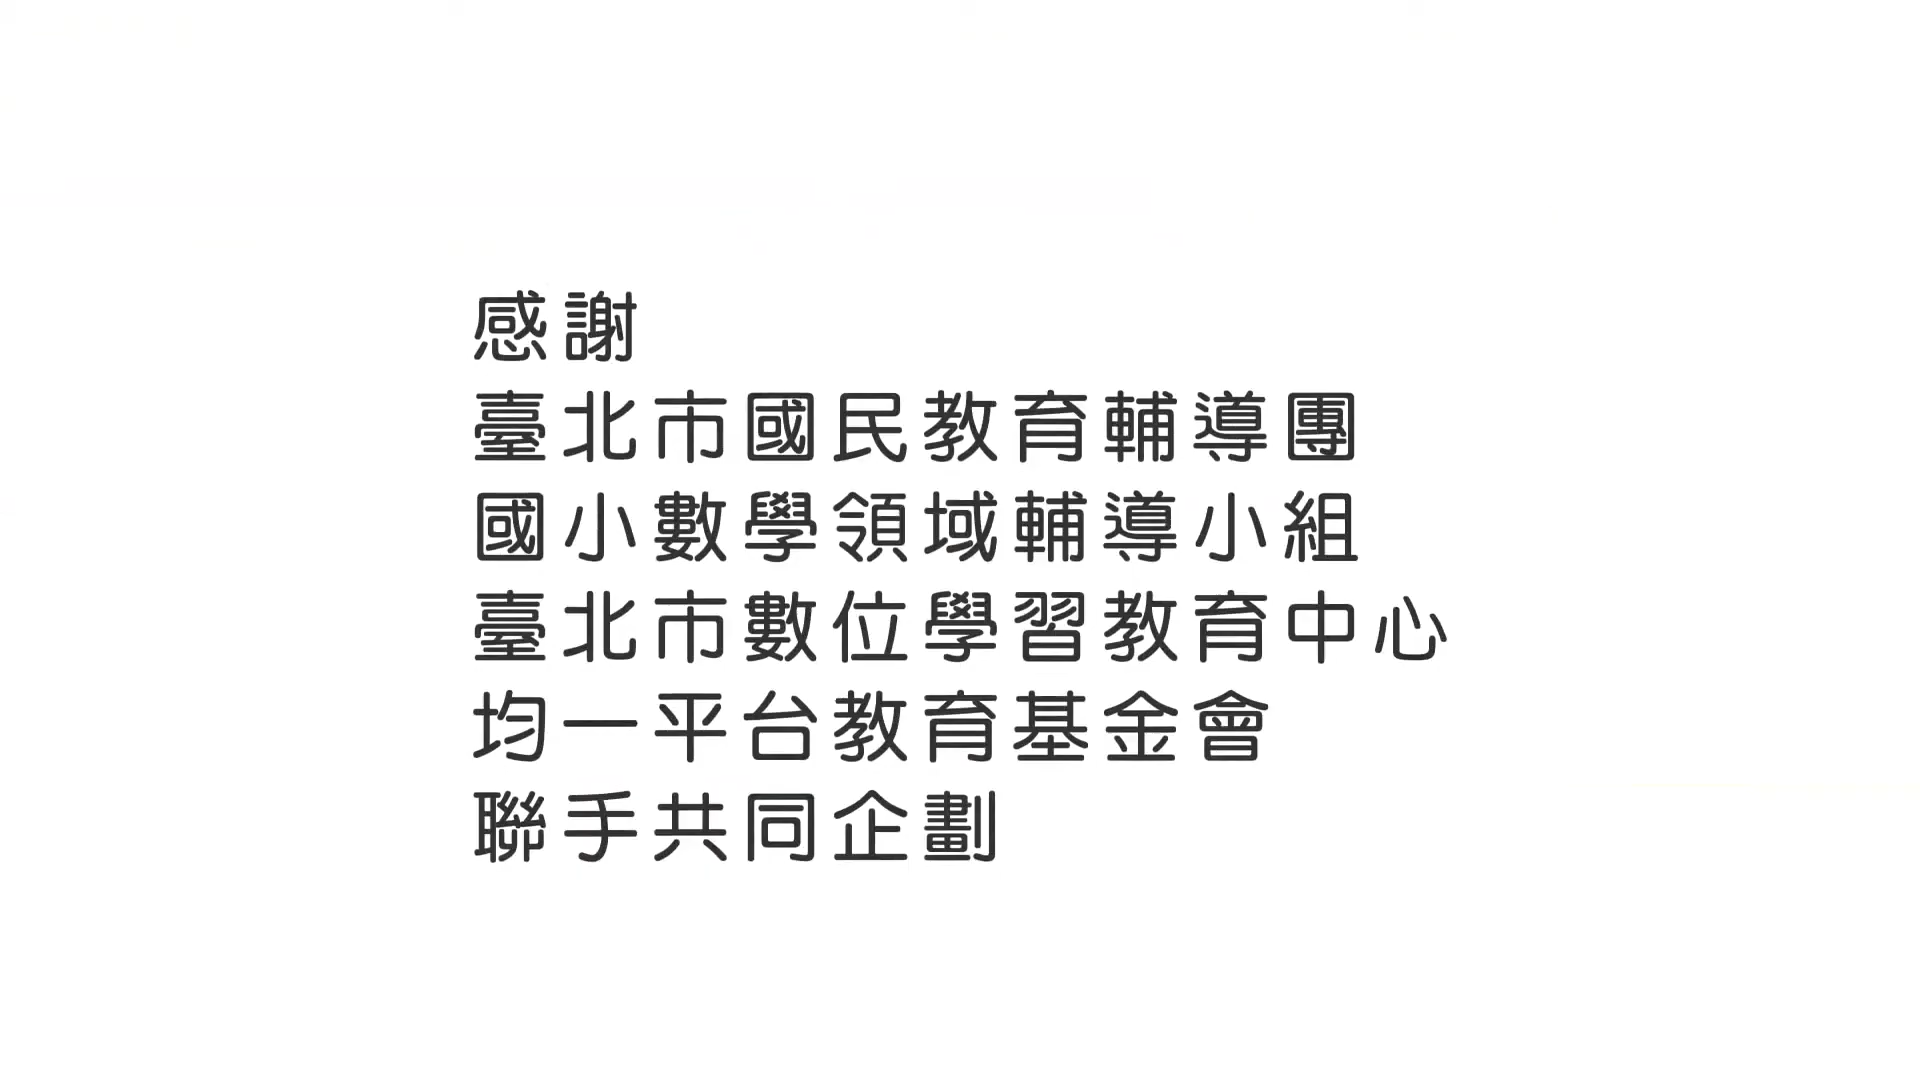 感謝
臺北市國民教育輔導團
國小數學領域輔導小組
臺北市數位學習教育中心
均一平台教育基金會
聯手共同企劃